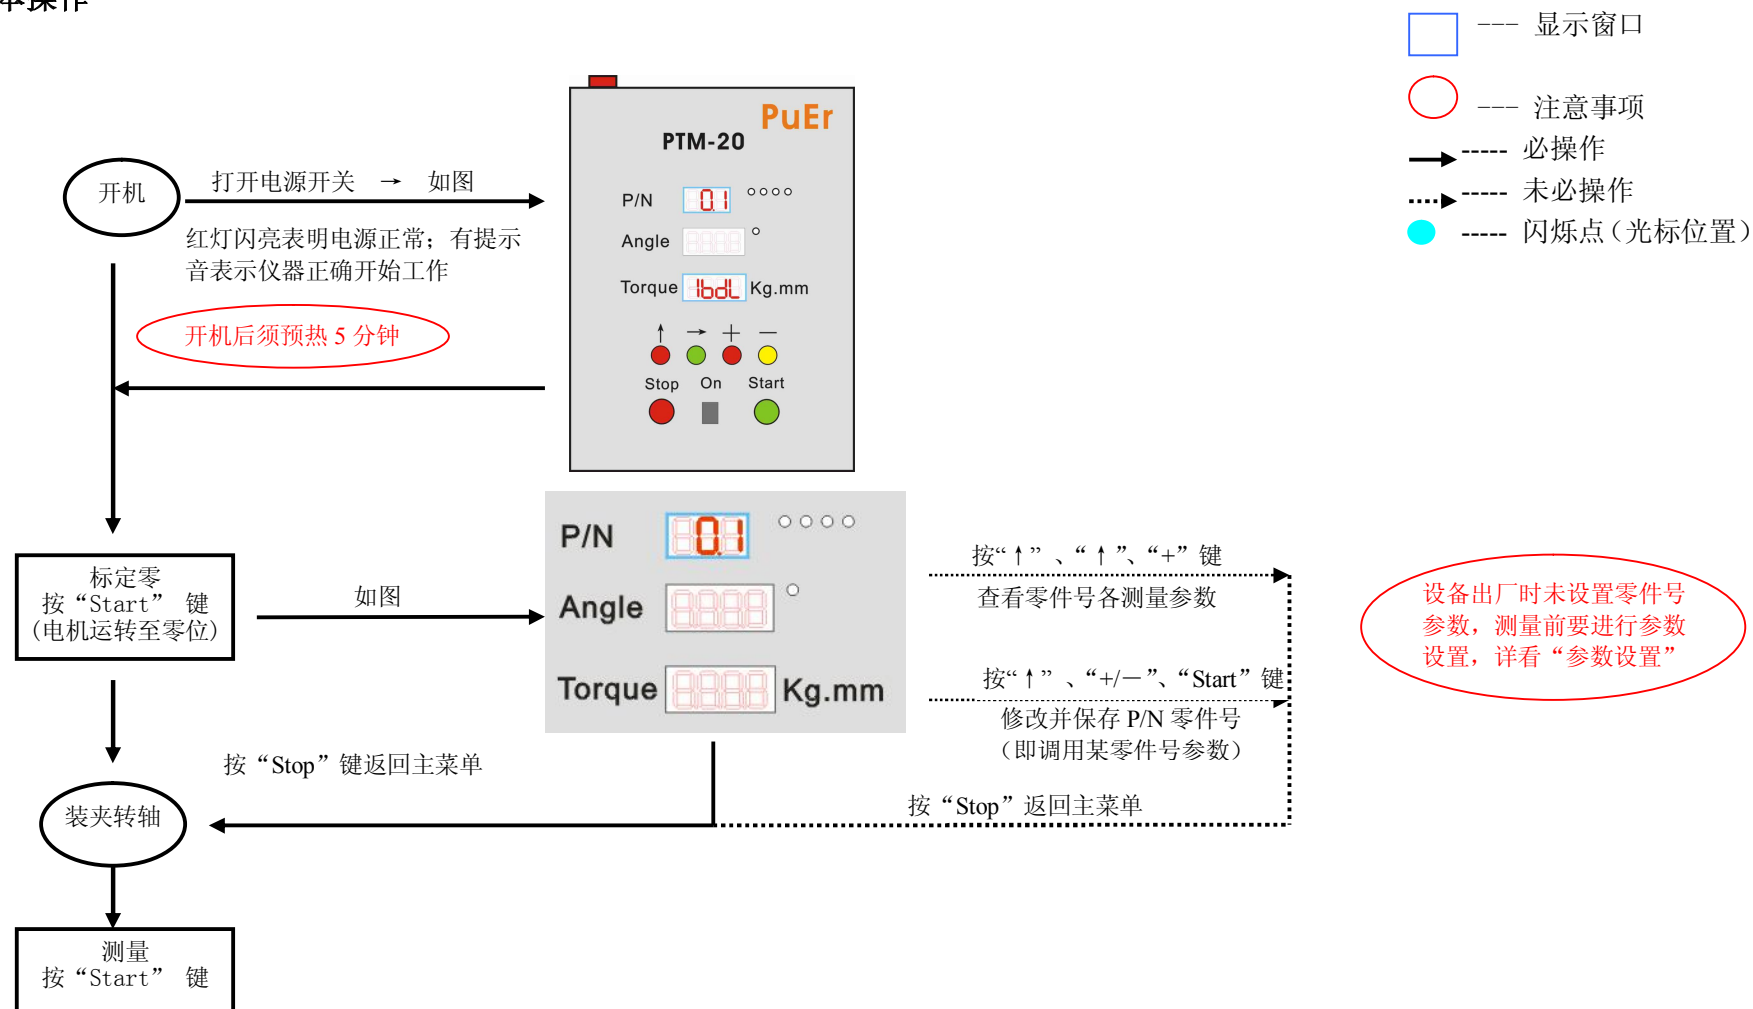 本操作
--- 显示窗口
--- 注意事项
----- 必操作
----- 未必操作
----- 闪烁点（光标位置）
开机
打开电源开关 → 如图
红灯闪亮表明电源正常；有提示
音表示仪器正确开始工作
开机后须预热 5 分钟
PuEr
PTM-20
P/N 0.1
Angle
Torque 1bdL Kg.mm
↑ → + —
Stop On Start
标定零
按“Start” 键
(电机运转至零位)
如图
P/N 0.1
Angle
Torque Kg.mm
按“↑” 、“↑”、“+” 键
查看零件号各测量参数
按“↑” 、“+/－”、“Start” 键
修改并保存 P/N 零件号
（即调用某零件号参数）
设备出厂时未设置零件号
参数，测量前要进行参数
设置，详看“参数设置”
按“Stop”键返回主菜单
按“Stop”返回主菜单
装夹转轴
测量
按“Start” 键